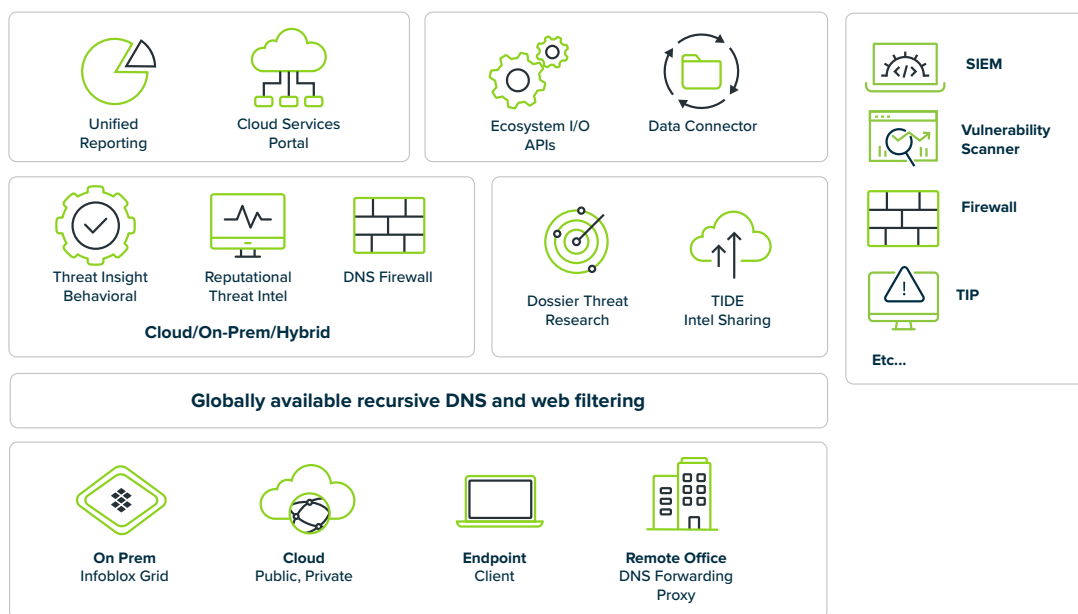 Unified
Reporting
Cloud Services
Portal
Ecosystem I/O
APIs
Data Connector
Threat Insight
Behavioral
Reputational
Threat Intel
DNS Firewall
Cloud/On-Prem/Hybrid
Dossier Threat
Research
TIDE
Intel Sharing
Globally available recursive DNS and web filtering
On Prem
Infoblox Grid
Cloud
Public, Private
Endpoint
Client
Remote Office
DNS Forwarding
Proxy
</>
SIEM
Vulnerability
Scanner
Firewall
!
TIP
Etc...